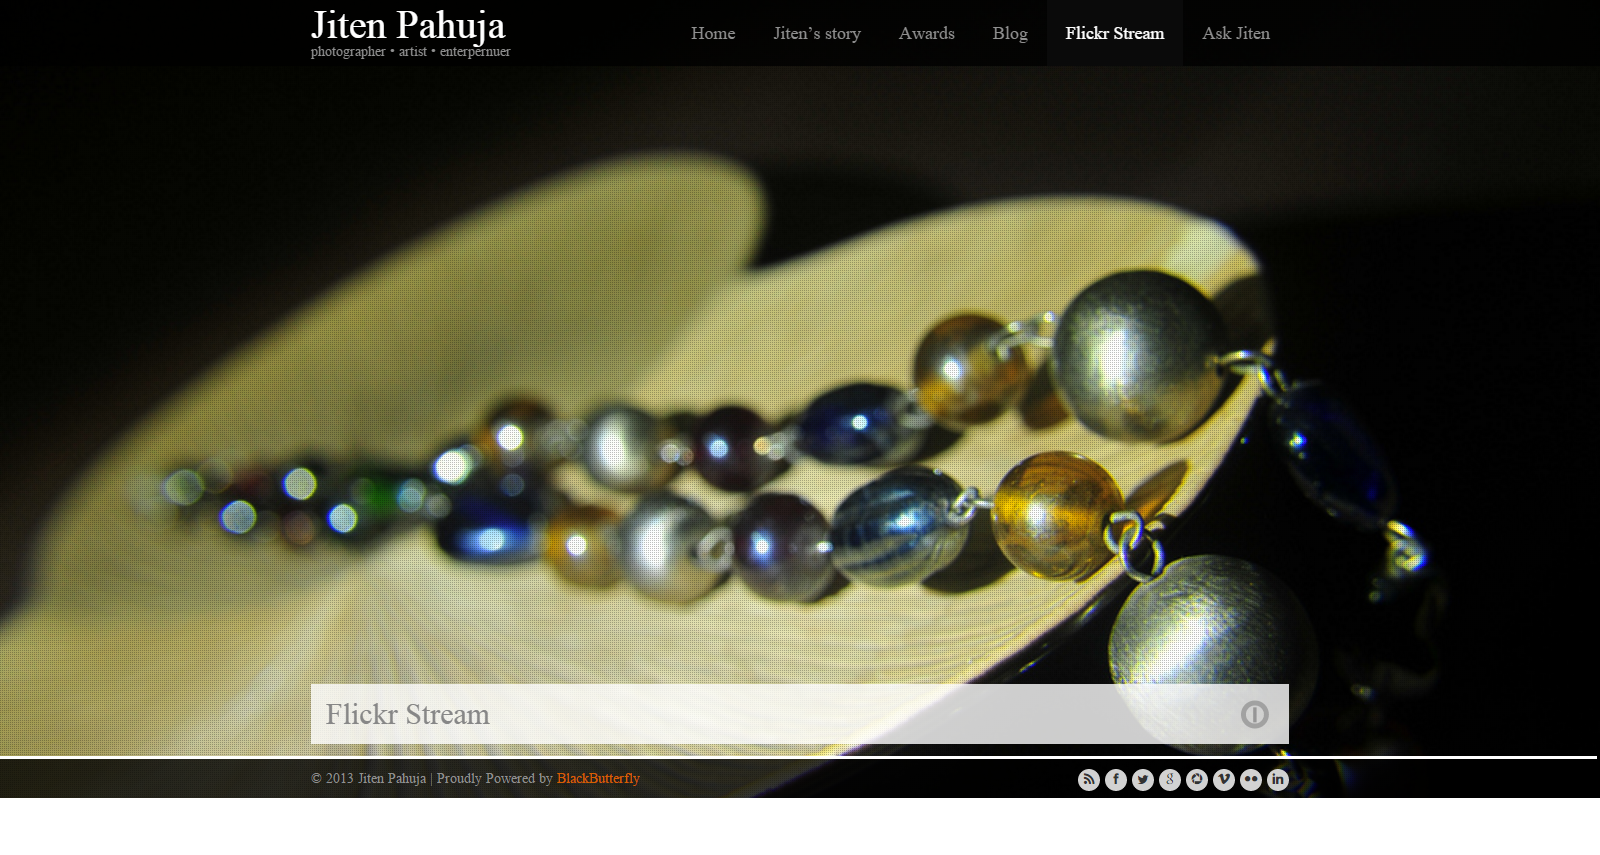 Jiten Pahuja
photographer • artist • enterpernuer
Home
Jiten’s story
Awards
Blog
Flickr Stream
Ask Jiten
Flickr Stream
© 2013 Jiten Pahuja | Proudly Powered by BlackButterfly